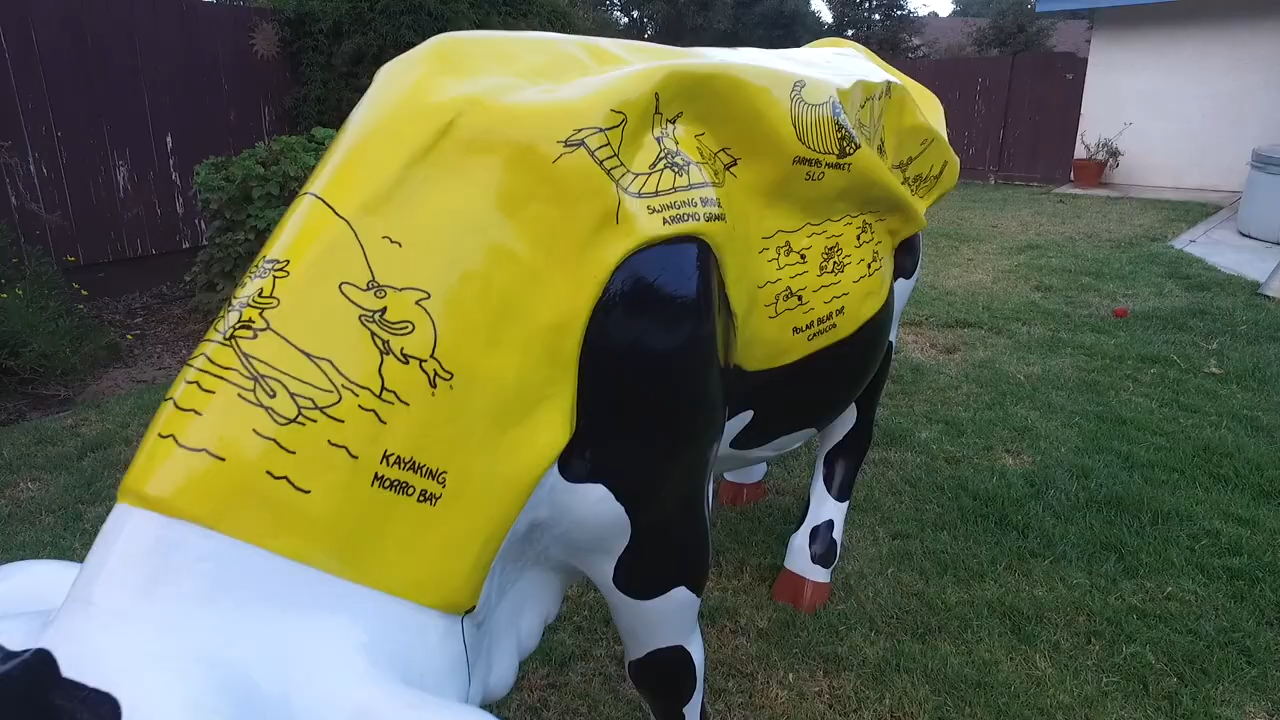 SWINGING BRIDGE,
ARROYO GRANDE
FARMERS' MARKET,
SLO
POLAR BEAR DIP,
CAYUCOS
KAYAKING,
MORRO BAY